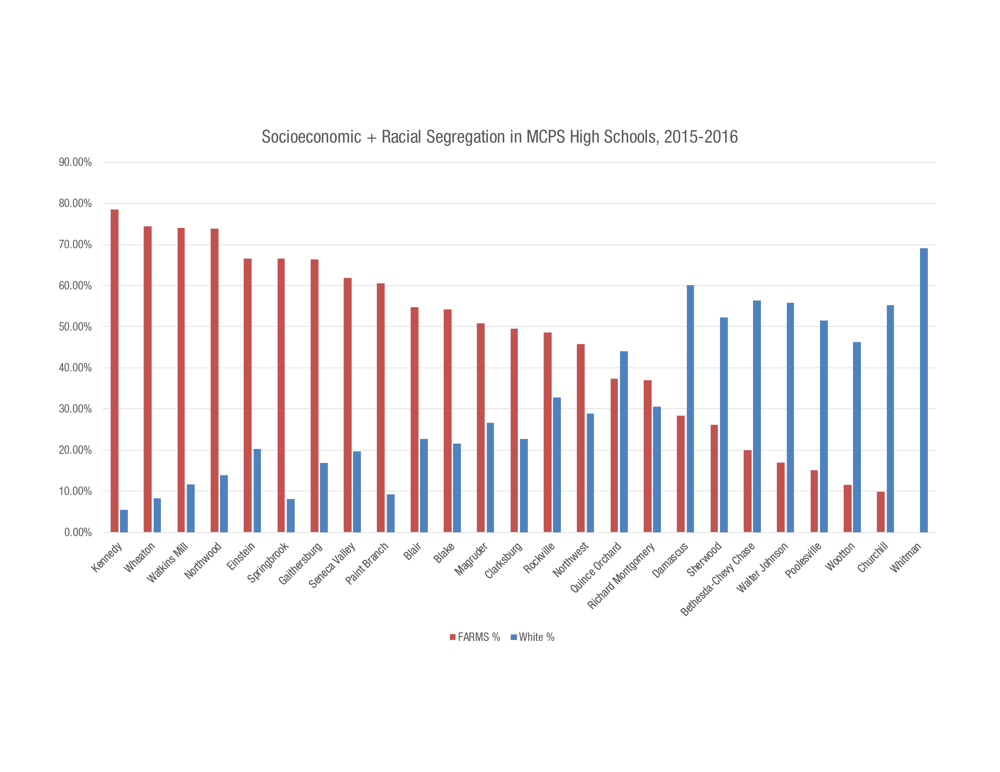 Socioeconomic + Racial Segregation in MCPS High Schools, 2015-2016
90.00%
80.00%
70.00%
60.00%
50.00%
40.00%
30.00%
20.00%
10.00%
0.00%
Kennedy
Wheaton
Watkins Mill
Northwood
Einstein
Springbrook
Gaithersburg
Seneca Valley
Paint Branch
Blair
Blake
Magruder
Clarksburg
Rockville
Northwest
Quince Orchard
Richard Montgomery
Damascus
Sherwood
Bethesda-Chevy Chase
Walter Johnson
Poolesville
Wootton
Churchill
Whitman
FARMS % White %